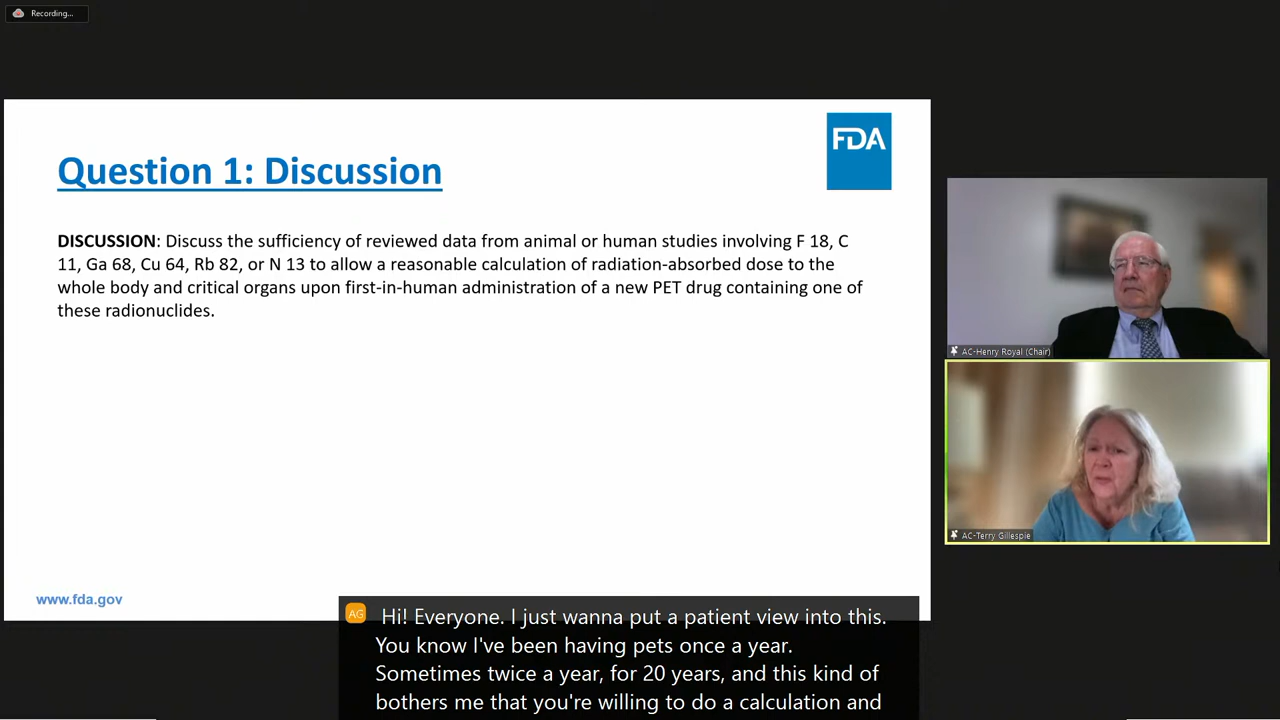 Recording...
FDA
Question 1: Discussion
DISCUSSION: Discuss the sufficiency of reviewed data from animal or human studies involving F 18, C
11, Ga 68, Cu 64, Rb 82, or N 13 to allow a reasonable calculation of radiation-absorbed dose to the
whole body and critical organs upon first-in-human administration of a new PET drug containing one of
these radionuclides.
AC-Henry Royal (Chair)
AC-Terry Gillespie
www.fda.gov
AG
Hi! Everyone. I just wanna put a patient view into this.
You know I've been having pets once a year.
Sometimes twice a year, for 20 years, and this kind of
bothers me that you're willing to do a calculation and